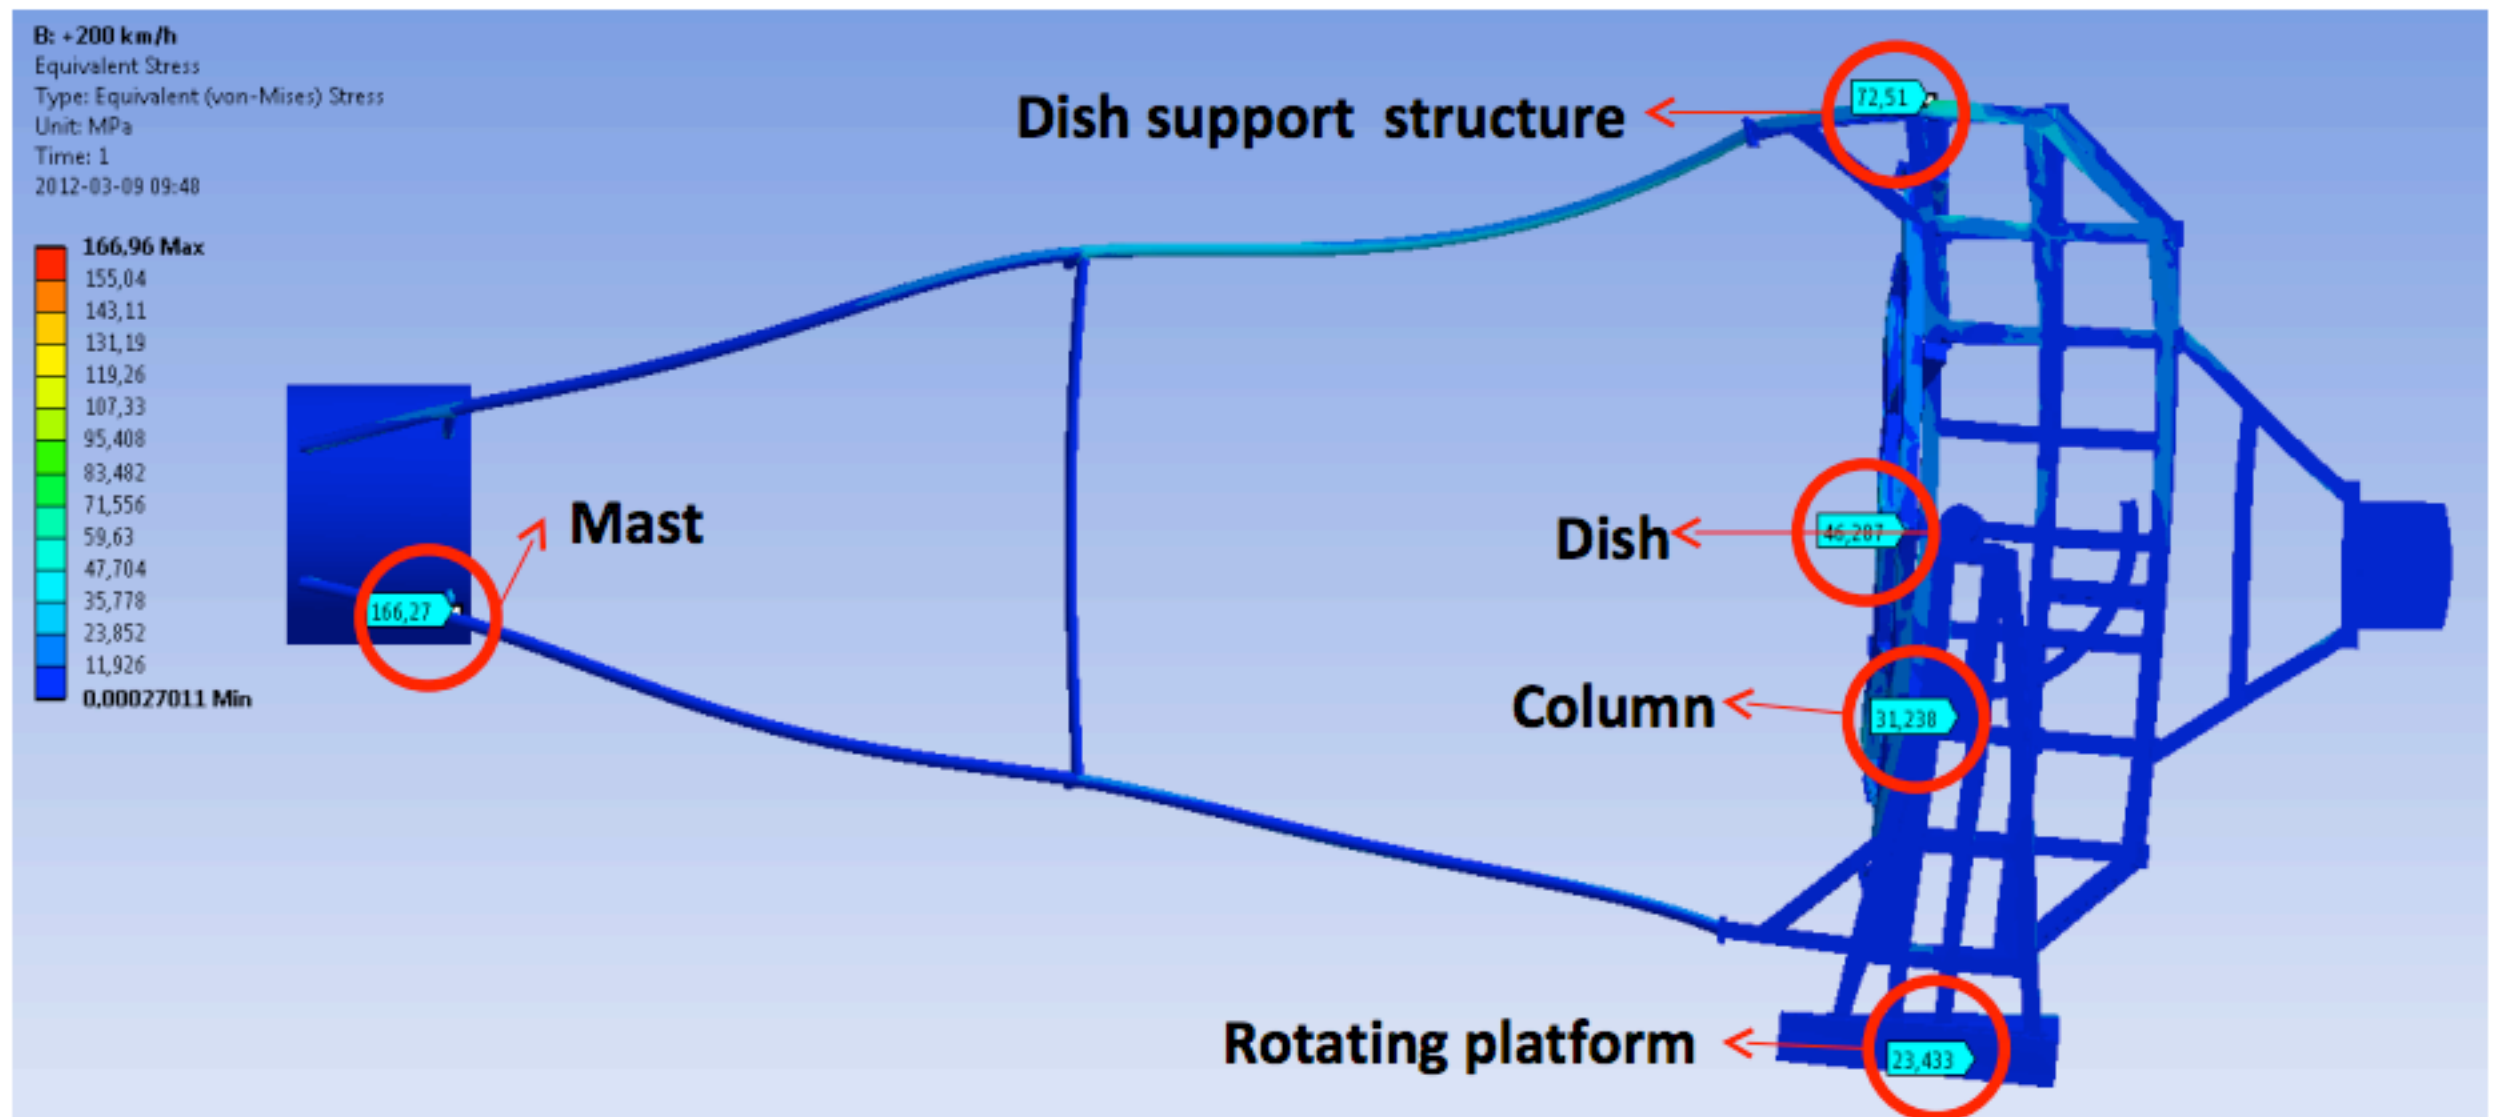 B: +200 km/h
Equivalent Stress
Type: Equivalent (von-Mises) Stress
Unit: MPa
Time: 1
2012-03-09 09:48
166,96 Max
155,04
143,11
131,19
119,26
107,33
95,408
83,482
71,556
59,63
47,704
35,778
23,852
11,926
0,00027011 Min
Dish support structure
72,51
Mast
166,27
Dish
46,287
Column
31,238
Rotating platform
23,433